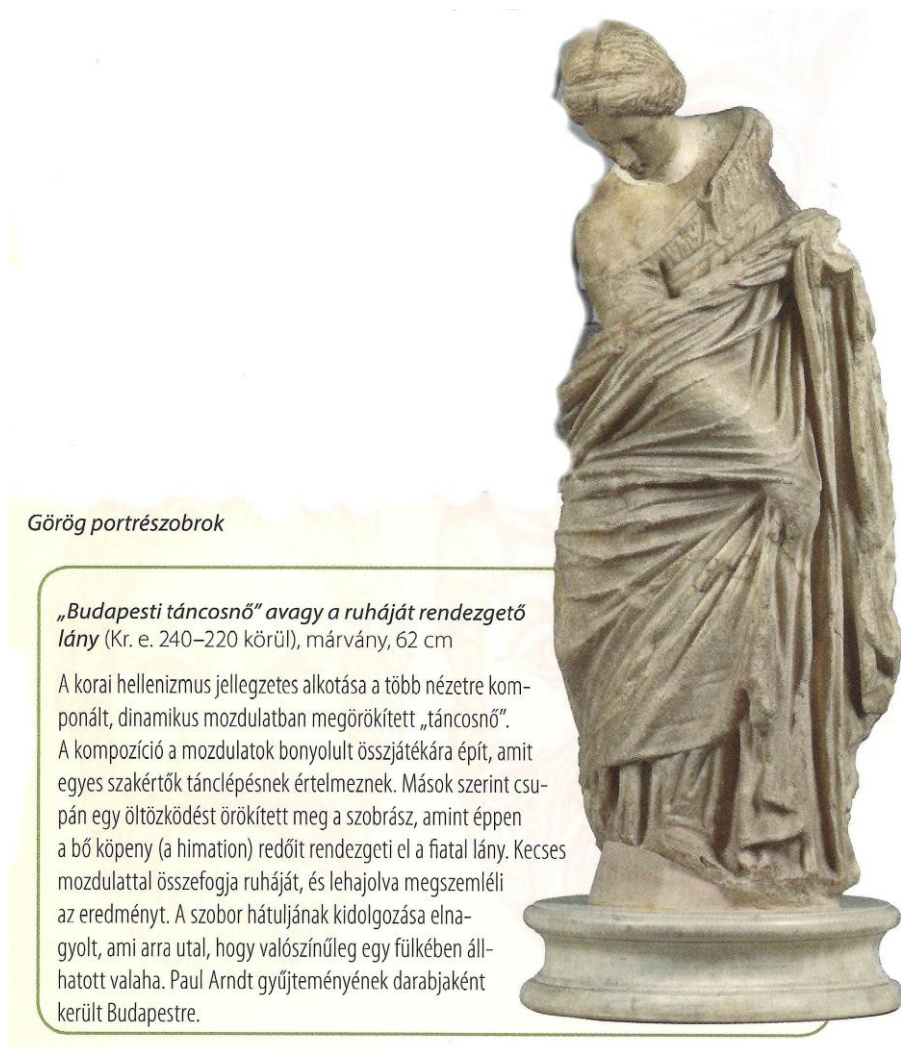 Görög portrészobrok
„Budapesti táncosnő” avagy a ruháját rendezgető
lány (Kr. e. 240–220 körül), márvány, 62 cm
A korai hellenizmus jellegzetes alkotása a több nézetre kom-
ponált, dinamikus mozdulatban megörökített „táncosnő”.
A kompozíció a mozdulatok bonyolult összjátékára épít, amit
egyes szakértők tánclépésnek értelmeznek. Mások szerint csu-
pán egy öltözködést örökített meg a szobrász, amint éppen
a bő köpeny (a himation) redőit rendezgeti el a fiatal lány. Kecses
mozdulattal összefogja ruháját, és lehajolva megszemléli
az eredményt. A szobor hátuljának kidolgozása elna-
gyolt, ami arra utal, hogy valószínűleg egy fülkében áll-
hatott valaha. Paul Arndt gyűjteményének darabjaként
került Budapestre.